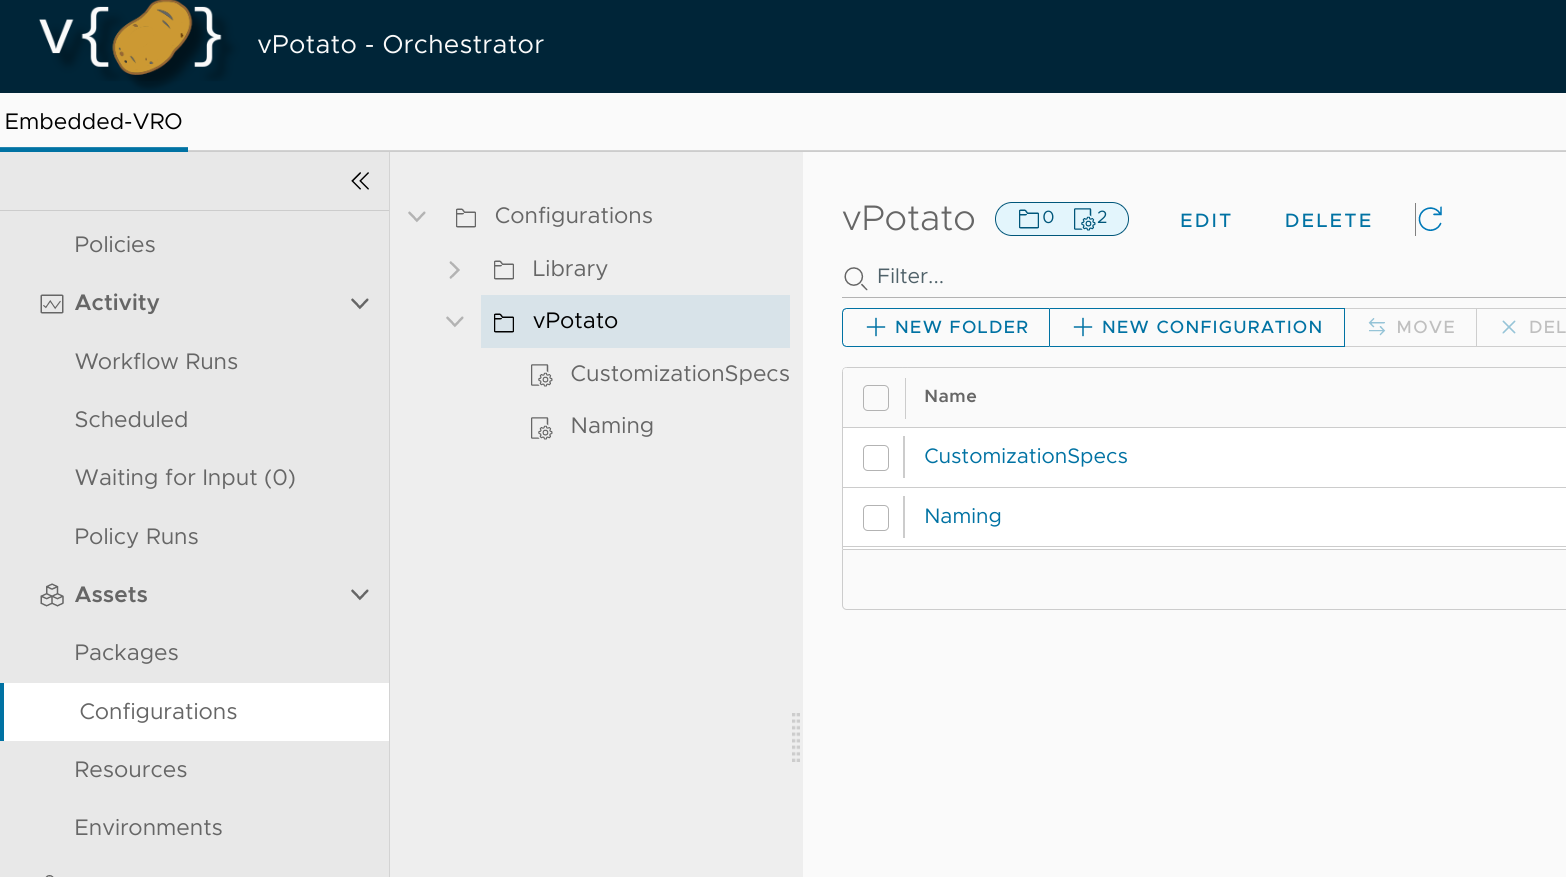 v{ }
vPotato - Orchestrator
Embedded-VRO
Policies
Activity
Workflow Runs
Scheduled
Waiting for Input (0)
Policy Runs
Assets
Packages
Configurations
Resources
Environments
Configurations
Library
vPotato
CustomizationSpecs
Naming
vPotato 0 2 EDIT DELETE
Filter...
NEW FOLDER NEW CONFIGURATION MOVE DEL
Name
CustomizationSpecs
Naming